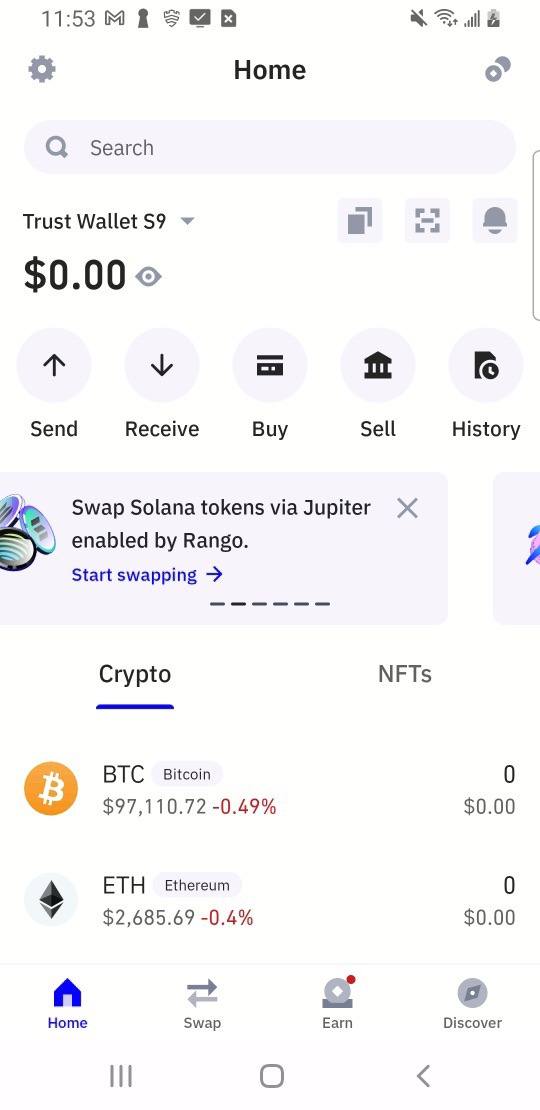 11:53
Home
Search
Trust Wallet S9
$0.00
Send Receive Buy Sell History
Swap Solana tokens via Jupiter
enabled by Rango.
Start swapping →
Crypto NFTs
BTC Bitcoin 0
$97,110.72 -0.49% $0.00
ETH Ethereum 0
$2,685.69 -0.4% $0.00
Home Swap Earn Discover